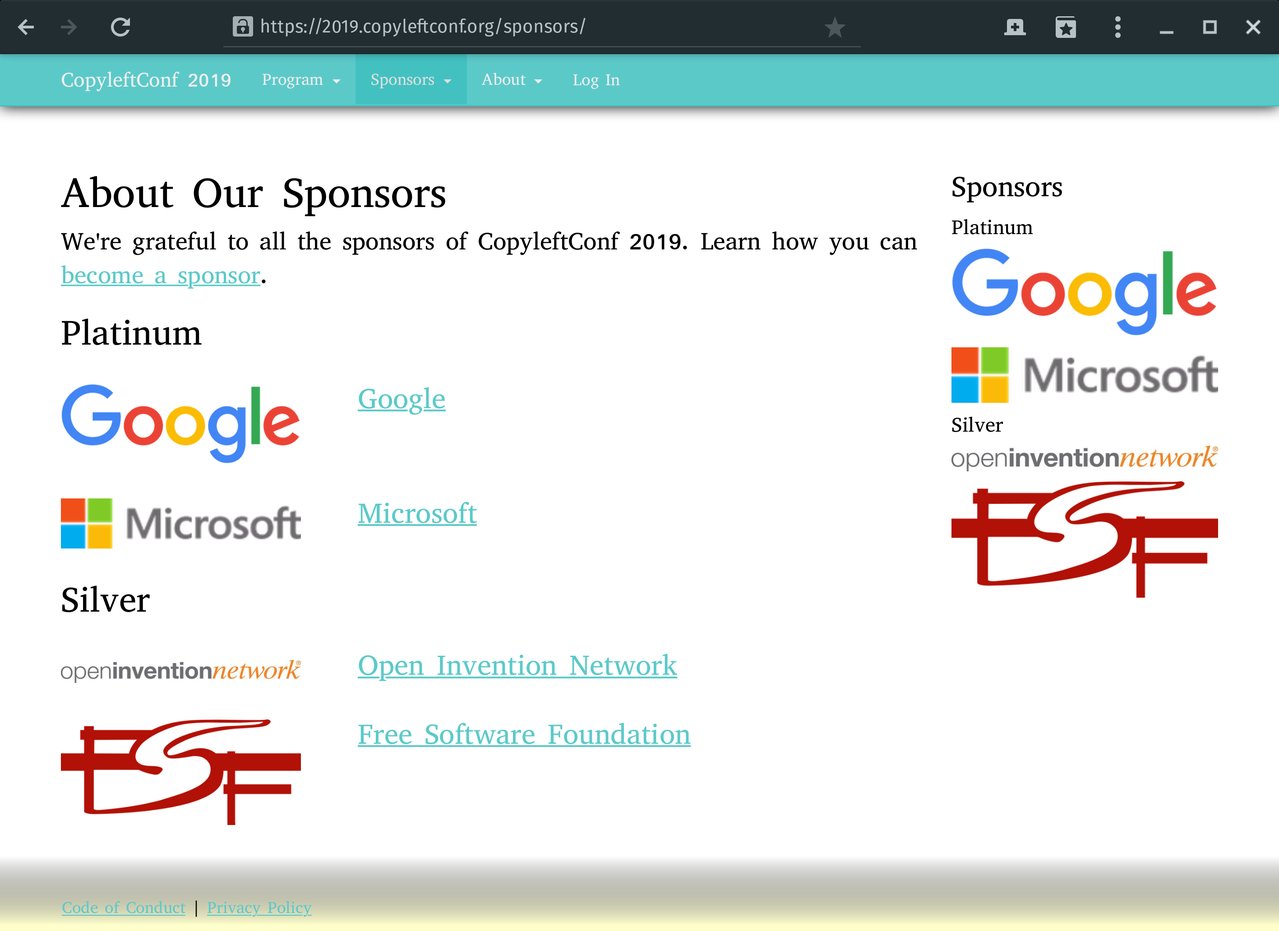 https://2019.copyleftconf.org/sponsors/
CopyleftConf 2019 Program Sponsors About Log In
About Our Sponsors
We're grateful to all the sponsors of CopyleftConf 2019. Learn how you can
become a sponsor.
Platinum
Google Google
Microsoft Microsoft
Silver
openinventionnetwork® Open Invention Network
FSF Free Software Foundation
Sponsors
Platinum
Google
Microsoft
Silver
openinventionnetwork®
FSF
Code of Conduct | Privacy Policy